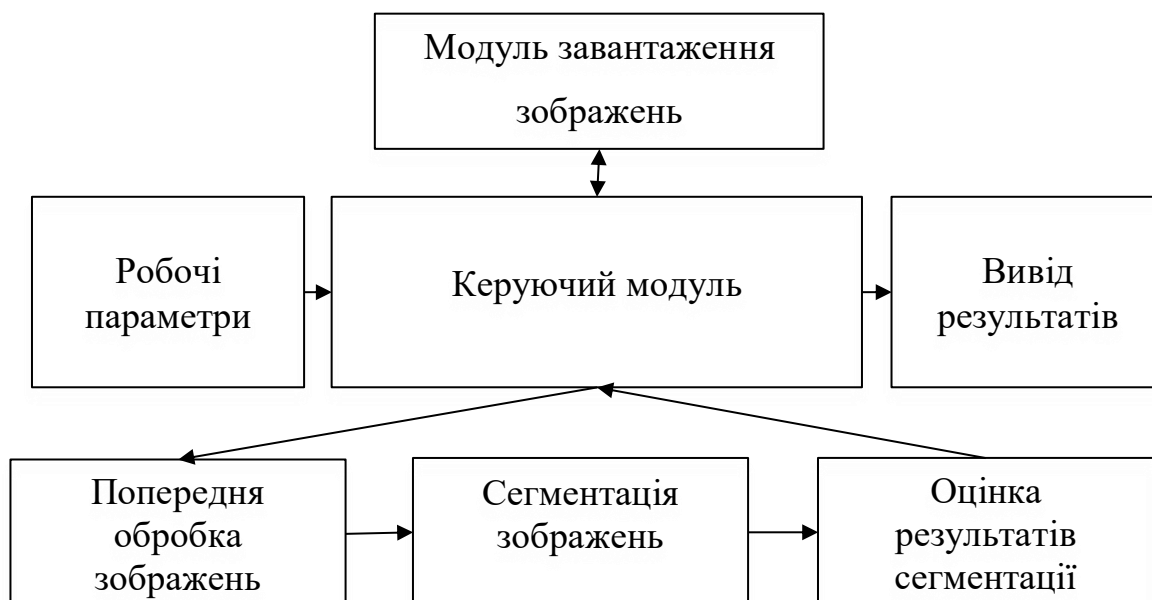 Модуль завантаження
зображень
Робочі
параметри
Керуючий модуль
Вивід
результатів
Попередня
обробка
зображень
Сегментація
зображень
Оцінка
результатів
сегментації